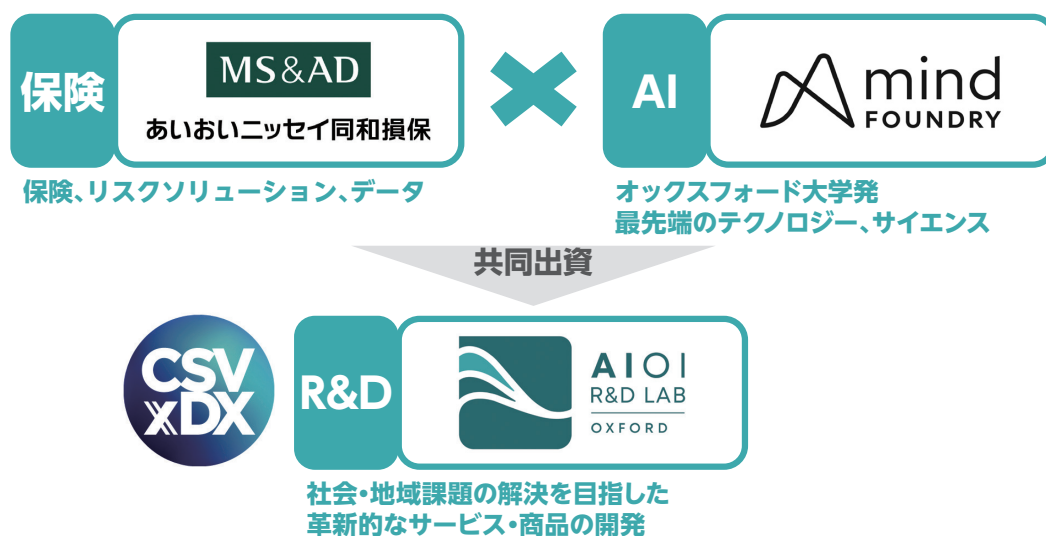 保険
MS&AD
あいおいニッセイ同和損保
AI
mind
FOUNDRY
保険、リスクソリューション、データ
オックスフォード大学発
最先端のテクノロジー、サイエンス
共同出資
CSV
xDX
R&D
AIOI
R&D LAB
OXFORD
社会・地域課題の解決を目指した
革新的なサービス・商品の開発